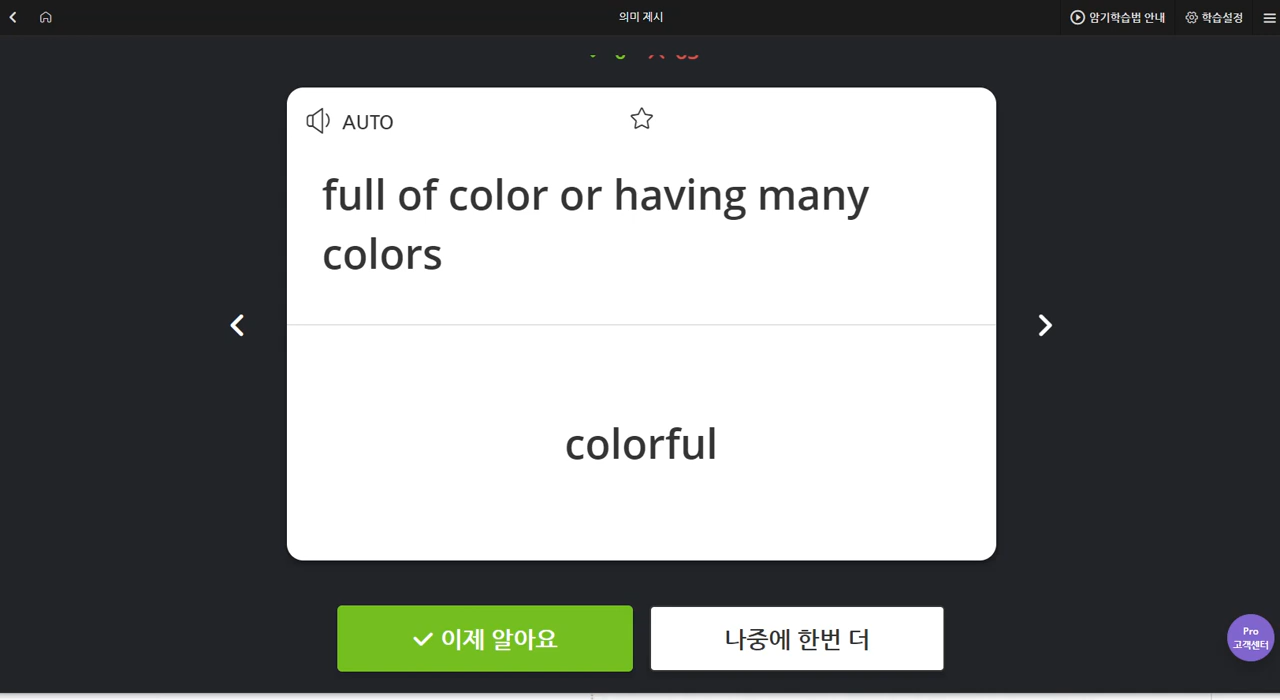 의미 제시
암기학습법 안내
학습설정
AUTO
full of color or having many
colors
colorful
이제 알아요
나중에 한번 더
Pro
고객센터